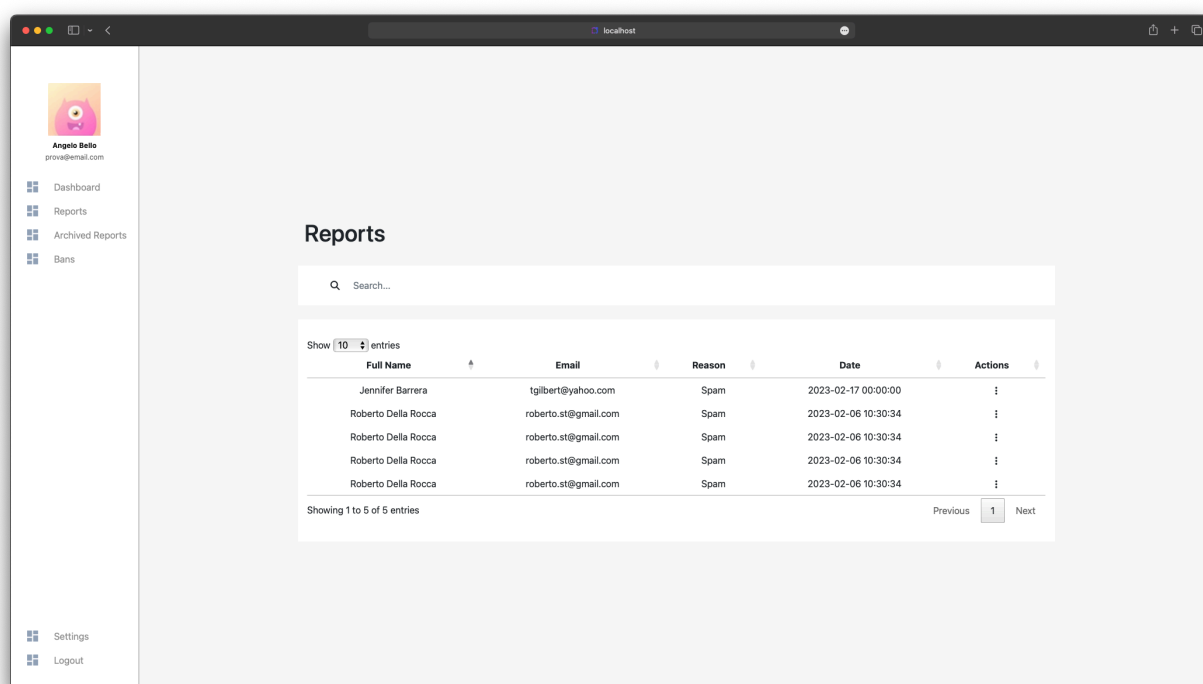 localhost
Angelo Bello
prova@email.com
Dashboard
Reports
Archived Reports
Bans
Settings
Logout
Reports
Search...
Show 10 entries
Full Name Email Reason Date Actions
Jennifer Barrera tgilbert@yahoo.com Spam 2023-02-17 00:00:00
Roberto Della Rocca roberto.st@gmail.com Spam 2023-02-06 10:30:34
Roberto Della Rocca roberto.st@gmail.com Spam 2023-02-06 10:30:34
Roberto Della Rocca roberto.st@gmail.com Spam 2023-02-06 10:30:34
Roberto Della Rocca roberto.st@gmail.com Spam 2023-02-06 10:30:34
Showing 1 to 5 of 5 entries Previous 1 Next